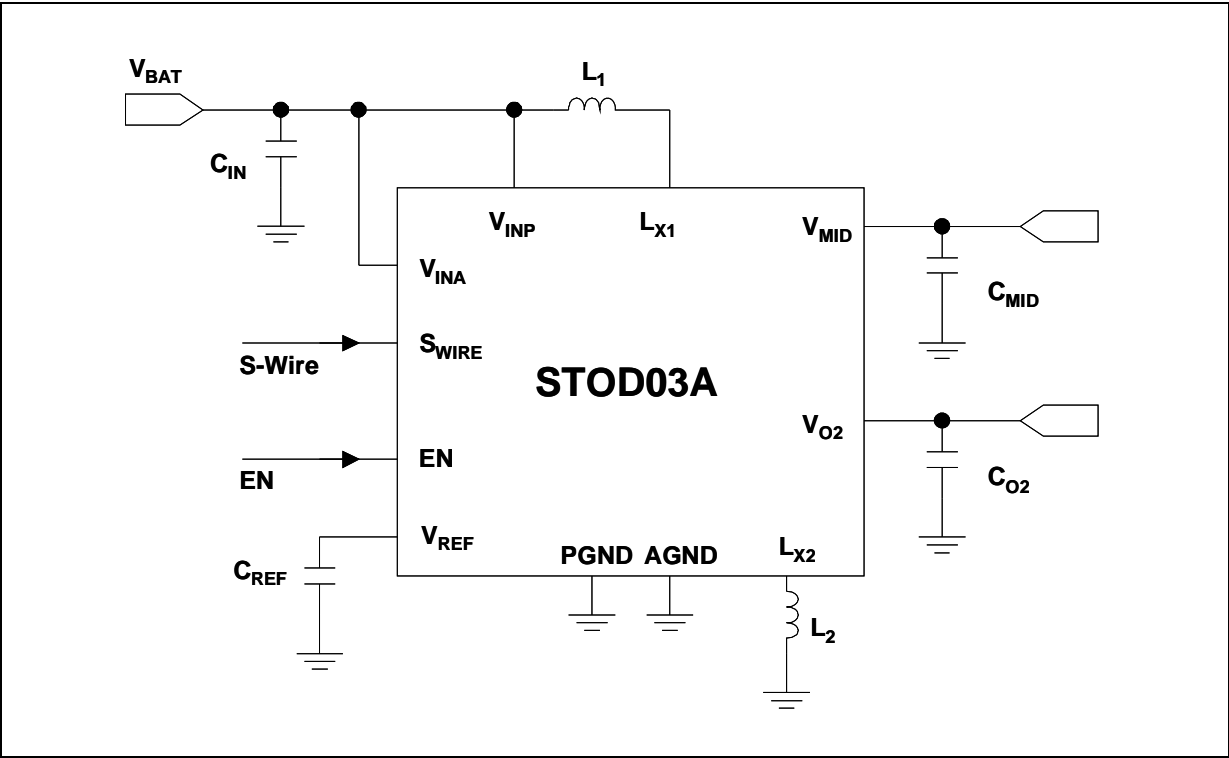 VBAT
L1
CIN
VINP
LX1
VMID
VINA
CMID
SWIRE
S-Wire
STOD03A
VO2
EN
EN
CO2
VREF
LX2
PGND AGND
CREF
L2